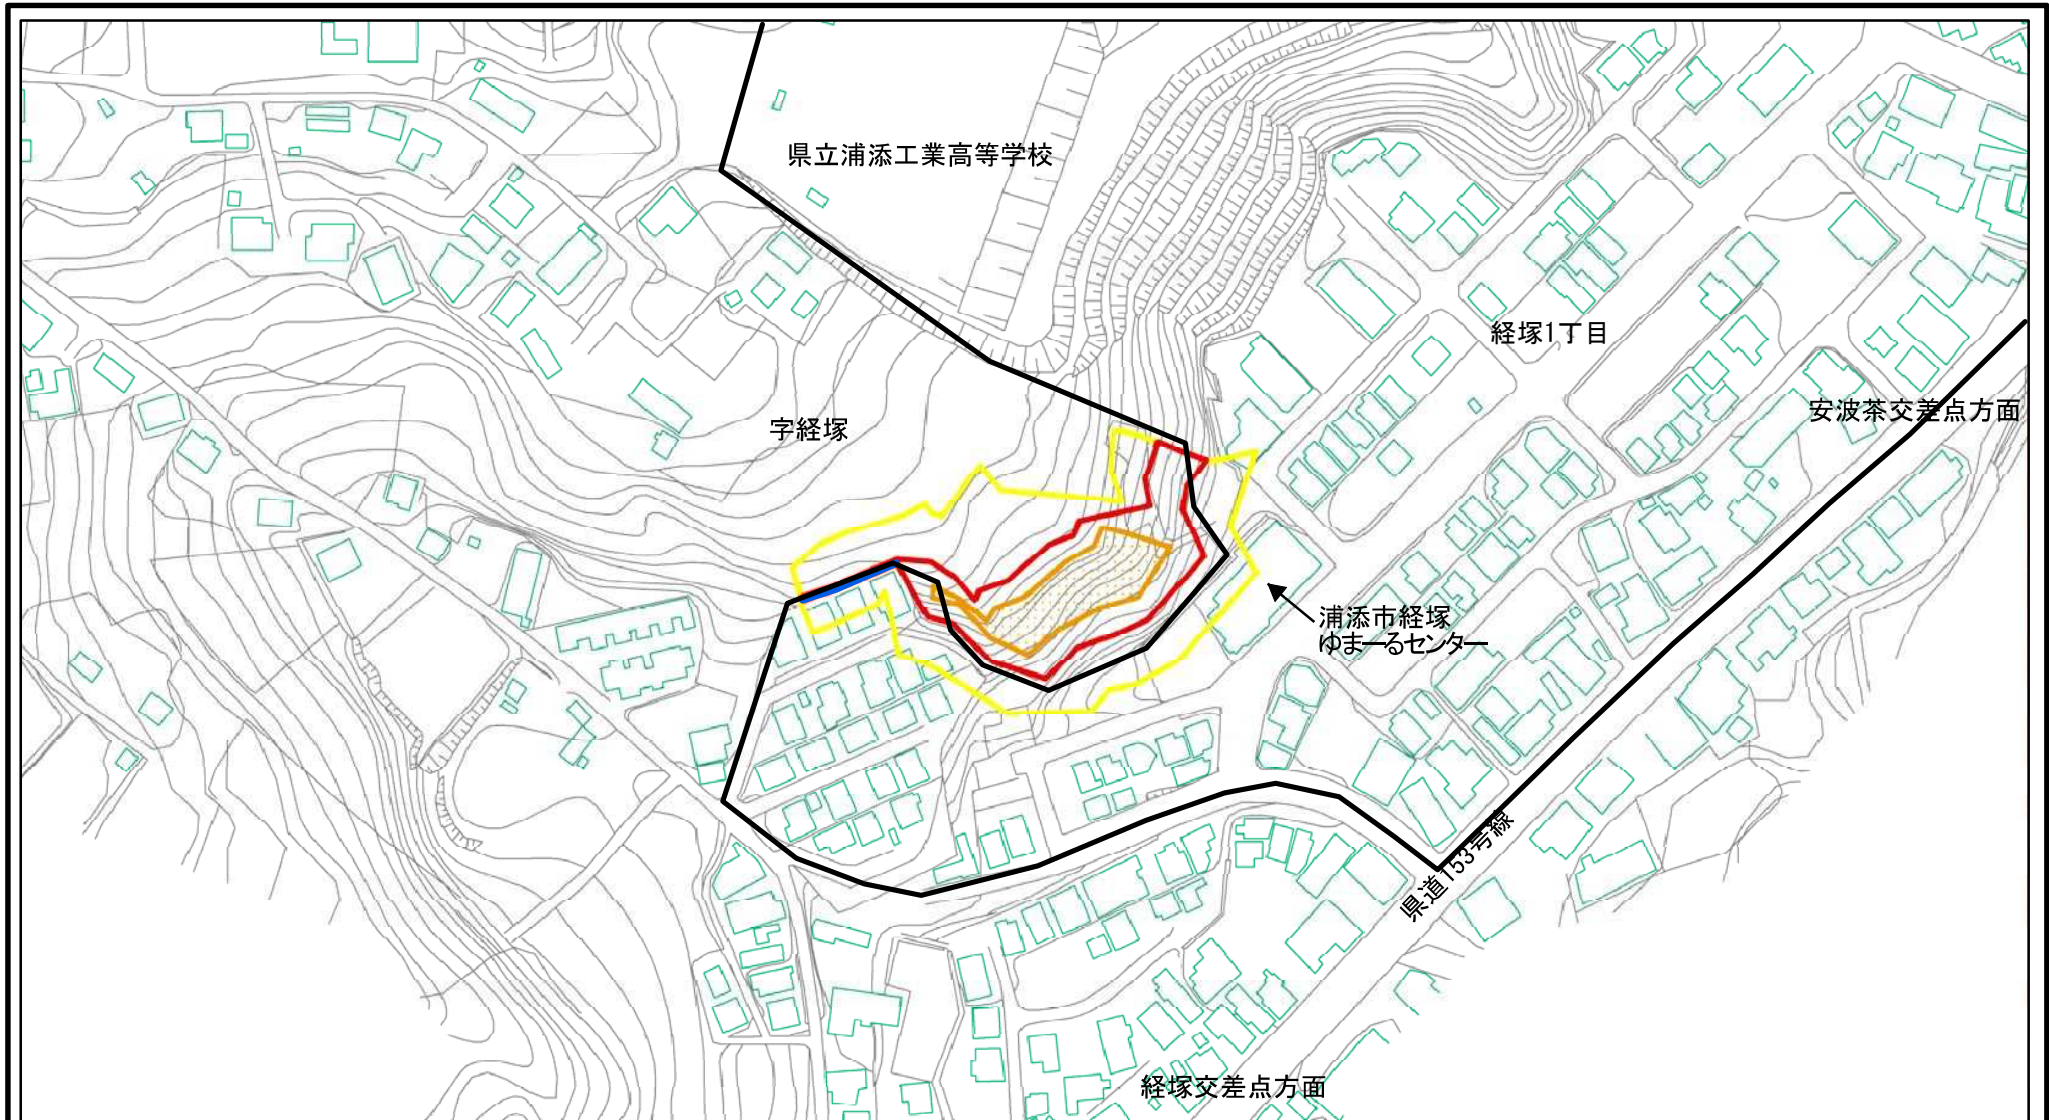 県立浦添工業高等学校
経塚1丁目
安波茶交差点方面
字経塚
浦添市経塚
ゆまーるセンター
県道153号線
経塚交差点方面